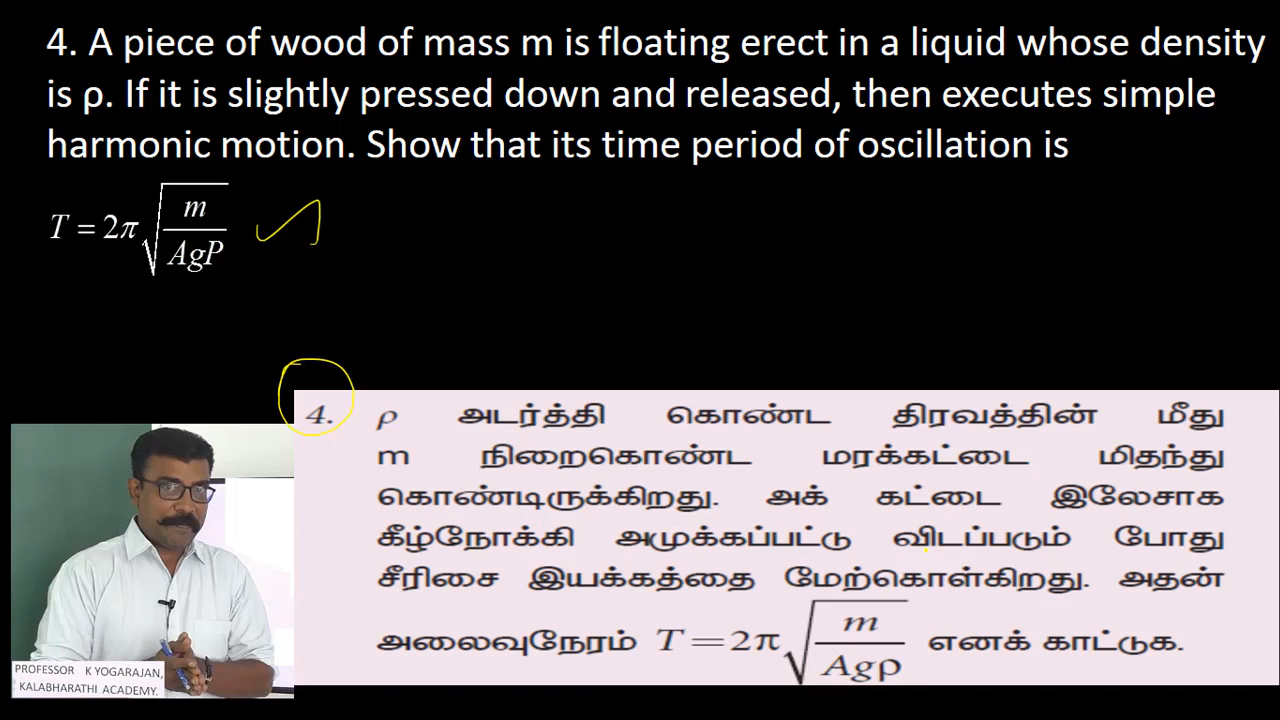 4. A piece of wood of mass m is floating erect in a liquid whose density
is ρ. If it is slightly pressed down and released, then executes simple
harmonic motion. Show that its time period of oscillation is
T = 2π√(m/AgP)
4. ρ அடர்த்தி கொண்ட திரவத்தின் மீது
m நிறைகொண்ட மரக்கட்டை மிதந்து
கொண்டிருக்கிறது. அக் கட்டை இலேசாக
கீழ்நோக்கி அமுக்கப்பட்டு விடப்படும் போது
சீரிசை இயக்கத்தை மேற்கொள்கிறது. அதன்
அலைவுநேரம் T = 2π√(m/Agρ) எனக் காட்டுக.
PROFESSOR K YOGARAJAN,
KALABHARATHI ACADEMY.